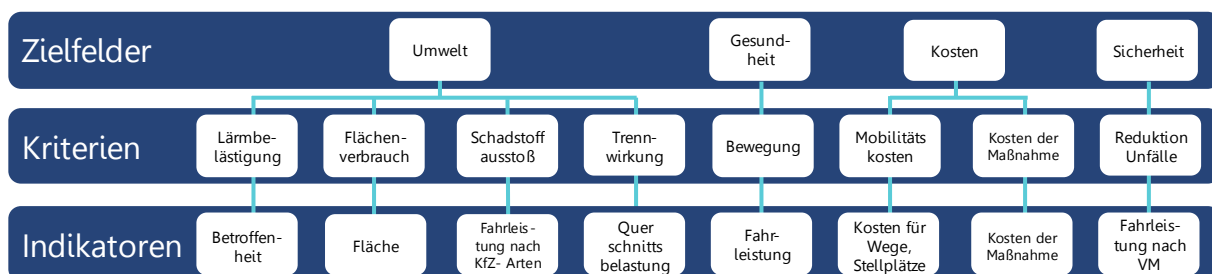 Zielfelder
Umwelt
Gesund-
heit
Kosten
Sicherheit
Kriterien
Lärmbe-
lästigung
Flächen-
verbrauch
Schadstoff
ausstoß
Trenn-
wirkung
Bewegung
Mobilitäts
kosten
Kosten der
Maßnahme
Reduktion
Unfälle
Indikatoren
Betroffen-
heit
Fläche
Fahrleis-
tung nach
KfZ- Arten
Quer
schnitts
belastung
Fahr-
leistung
Kosten für
Wege,
Stellplätze
Kosten der
Maßnahme
Fahrleis-
tung nach
VM